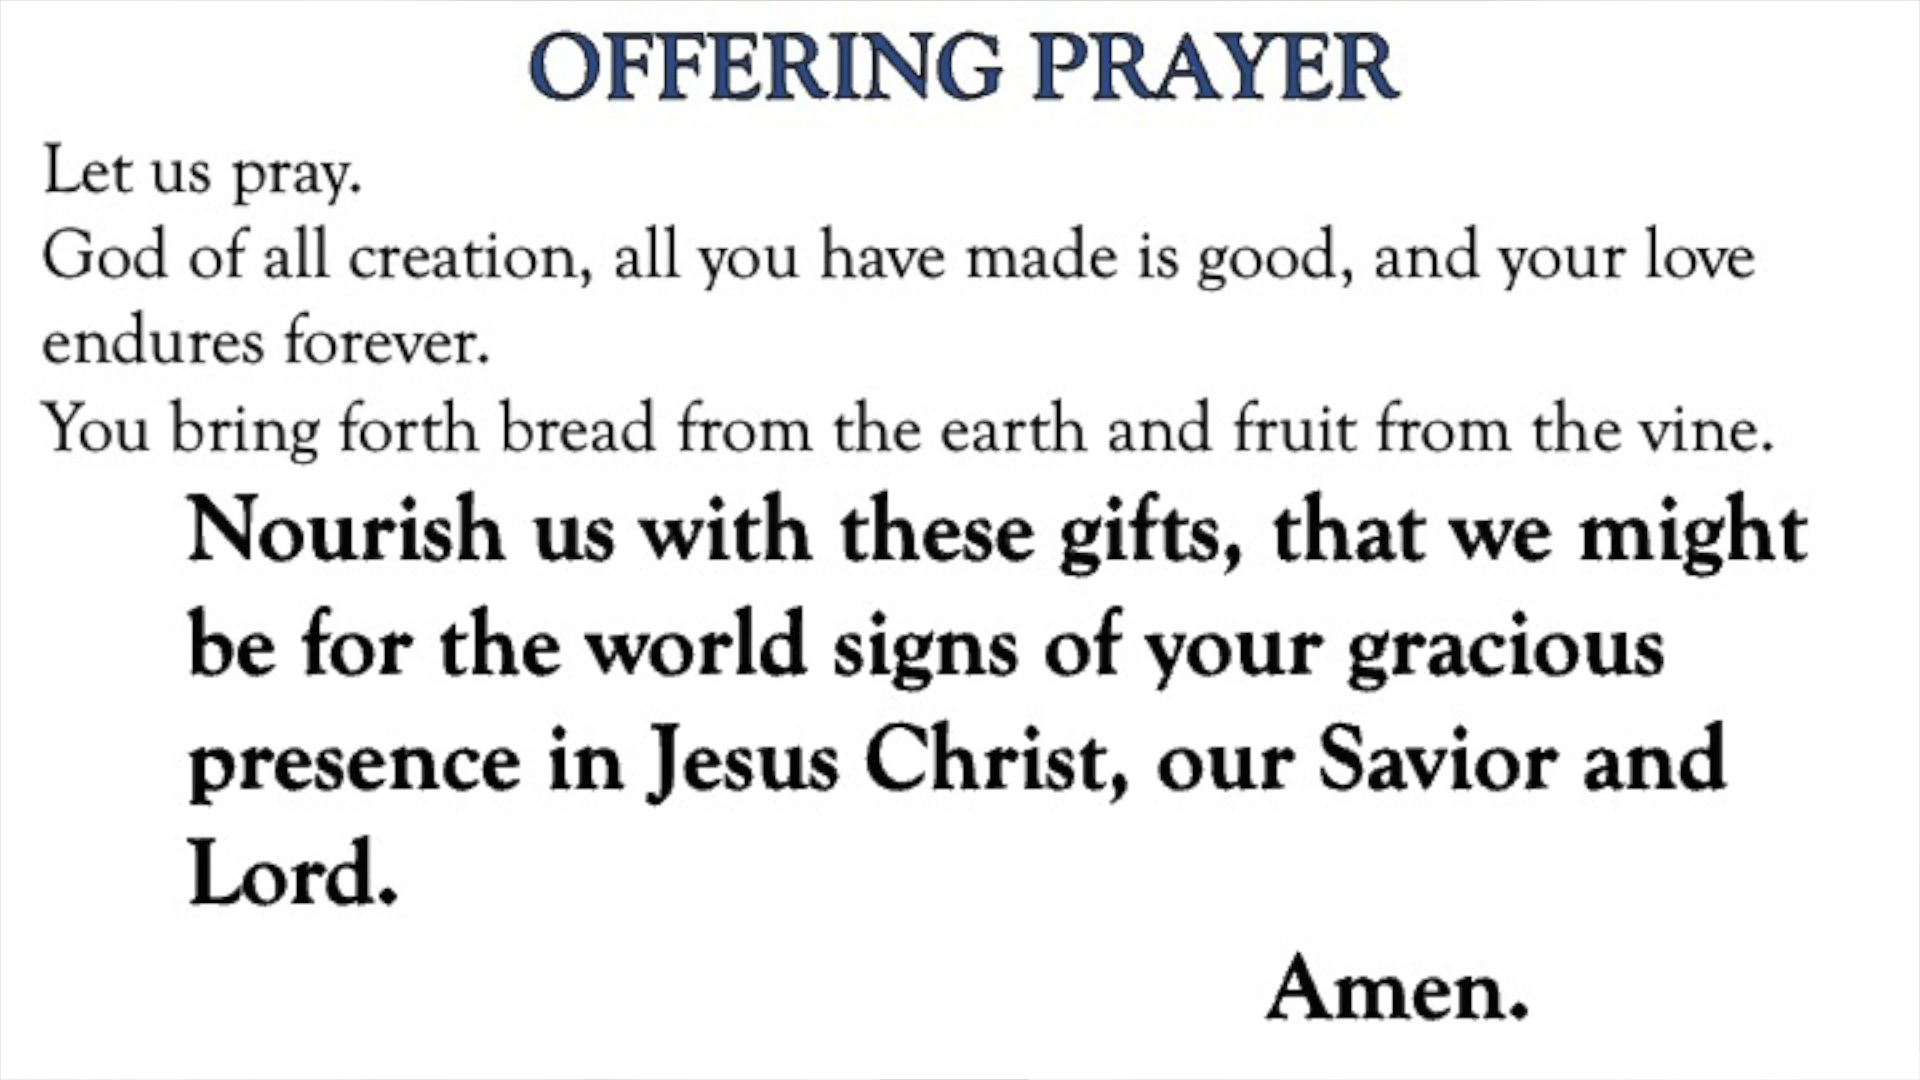 OFFERING PRAYER
Let us pray.
God of all creation, all you have made is good, and your love
endures forever.
You bring forth bread from the earth and fruit from the vine.
Nourish us with these gifts, that we might
be for the world signs of your gracious
presence in Jesus Christ, our Savior and
Lord.
Amen.